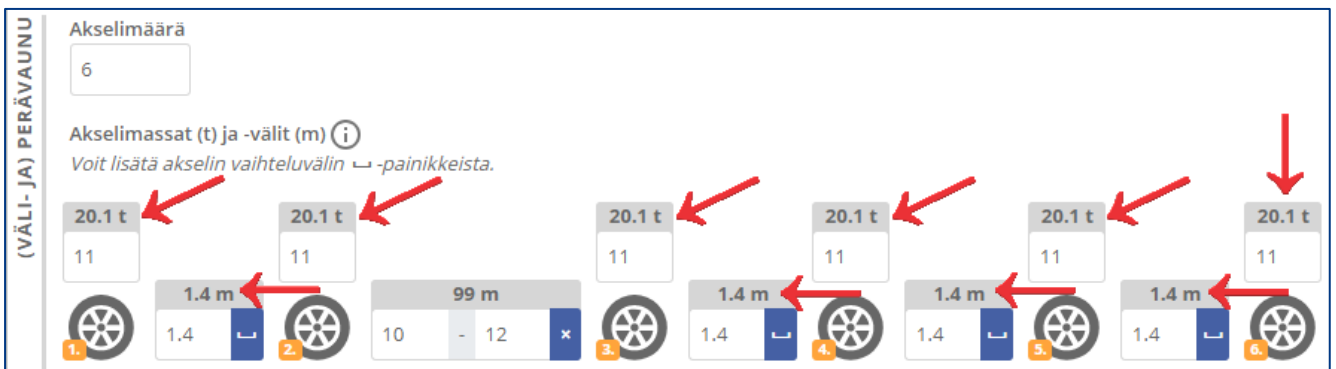 (VÄLI- JA) PERÄVAUNU
Akselimäärä
6
Akselimassat (t) ja -välit (m) i
Voit lisätä akselin vaihteluvälin ⎵ -painikkeista.
20.1 t 20.1 t 20.1 t 20.1 t 20.1 t 20.1 t
11 11 11 11 11 11
1.4 m 99 m 1.4 m 1.4 m 1.4 m
1. 1.4 2. 10 - 12 × 3. 1.4 4. 1.4 5. 1.4 6.